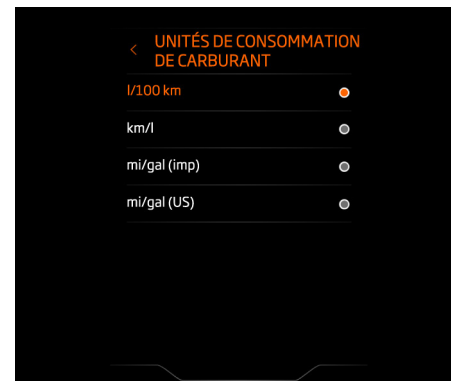 UNITÉS DE CONSOMMATION
DE CARBURANT
l/100 km
km/l
mi/gal (imp)
mi/gal (US)